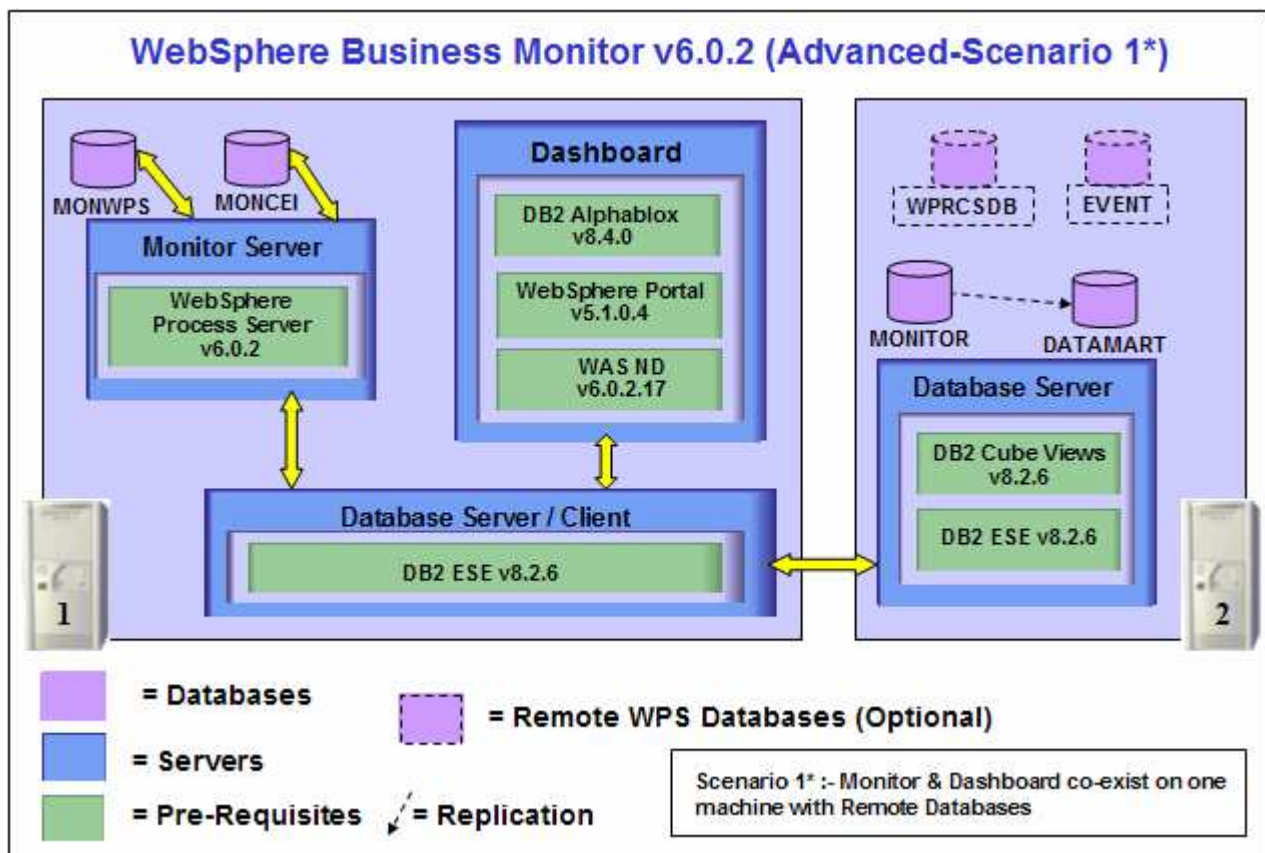 WebSphere Business Monitor v6.0.2 (Advanced-Scenario 1*)
MONWPS
MONCEI
Monitor Server
WebSphere
Process Server
v6.0.2
Dashboard
DB2 Alphablox
v8.4.0
WebSphere Portal
v5.1.0.4
WAS ND
v6.0.2.17
Database Server / Client
DB2 ESE v8.2.6
1
WPRCSDB
EVENT
MONITOR
DATAMART
Database Server
DB2 Cube Views
v8.2.6
DB2 ESE v8.2.6
2
= Databases
= Servers
= Pre-Requisites
= Remote WPS Databases (Optional)
= Replication
Scenario 1* :- Monitor & Dashboard co-exist on one
machine with Remote Databases